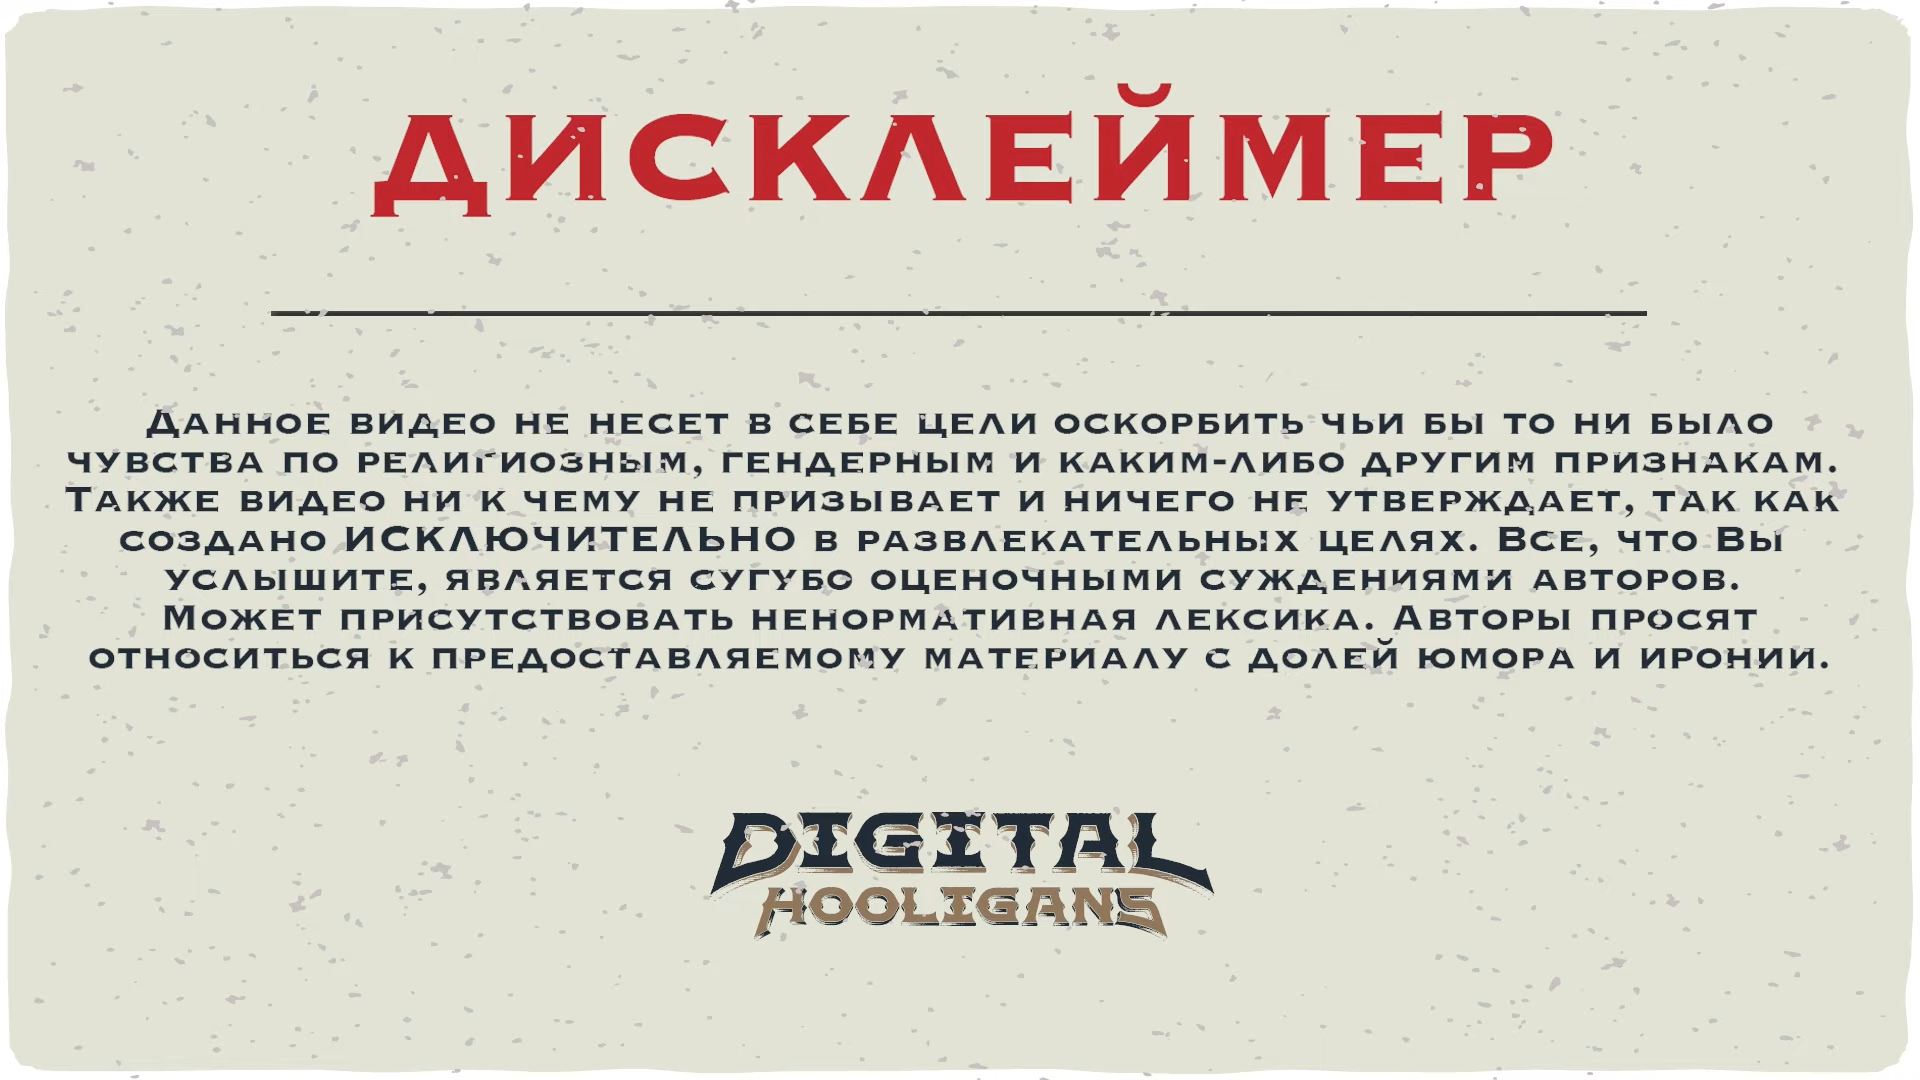 ДИСКЛЕЙМЕР
Данное видео не несет в себе цели оскорбить чьи бы то ни было
чувства по религиозным, гендерным и каким-либо другим признакам.
Также видео ни к чему не призывает и ничего не утверждает, так как
создано ИСКЛЮЧИТЕЛЬНО в развлекательных целях. Все, что Вы
услышите, является сугубо оценочными суждениями авторов.
Может присутствовать ненормативная лексика. Авторы просят
относиться к предоставляемому материалу с долей юмора и иронии.
DIGITAL
HOOLIGANS